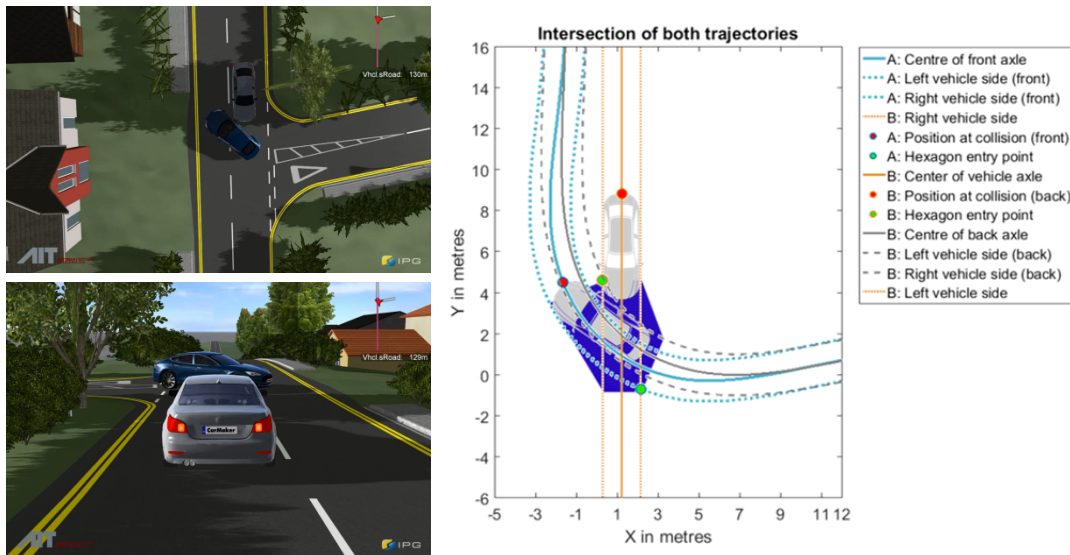 Vhcl.sRoad: 130m
AIT
IPG
Vhcl.sRoad: 129m
CarMaker
AIT
IPG
Intersection of both trajectories
Y in metres
16
14
12
10
8
6
4
2
0
-2
-4
-6
-5
-3
-1
1
3
5
7
9
11
12
X in metres
A: Centre of front axle
A: Left vehicle side (front)
A: Right vehicle side (front)
B: Right vehicle side
A: Position at collision (front)
A: Hexagon entry point
B: Center of vehicle axle
B: Position at collision (back)
B: Hexagon entry point
B: Centre of back axle
B: Left vehicle side (back)
B: Right vehicle side (back)
B: Left vehicle side